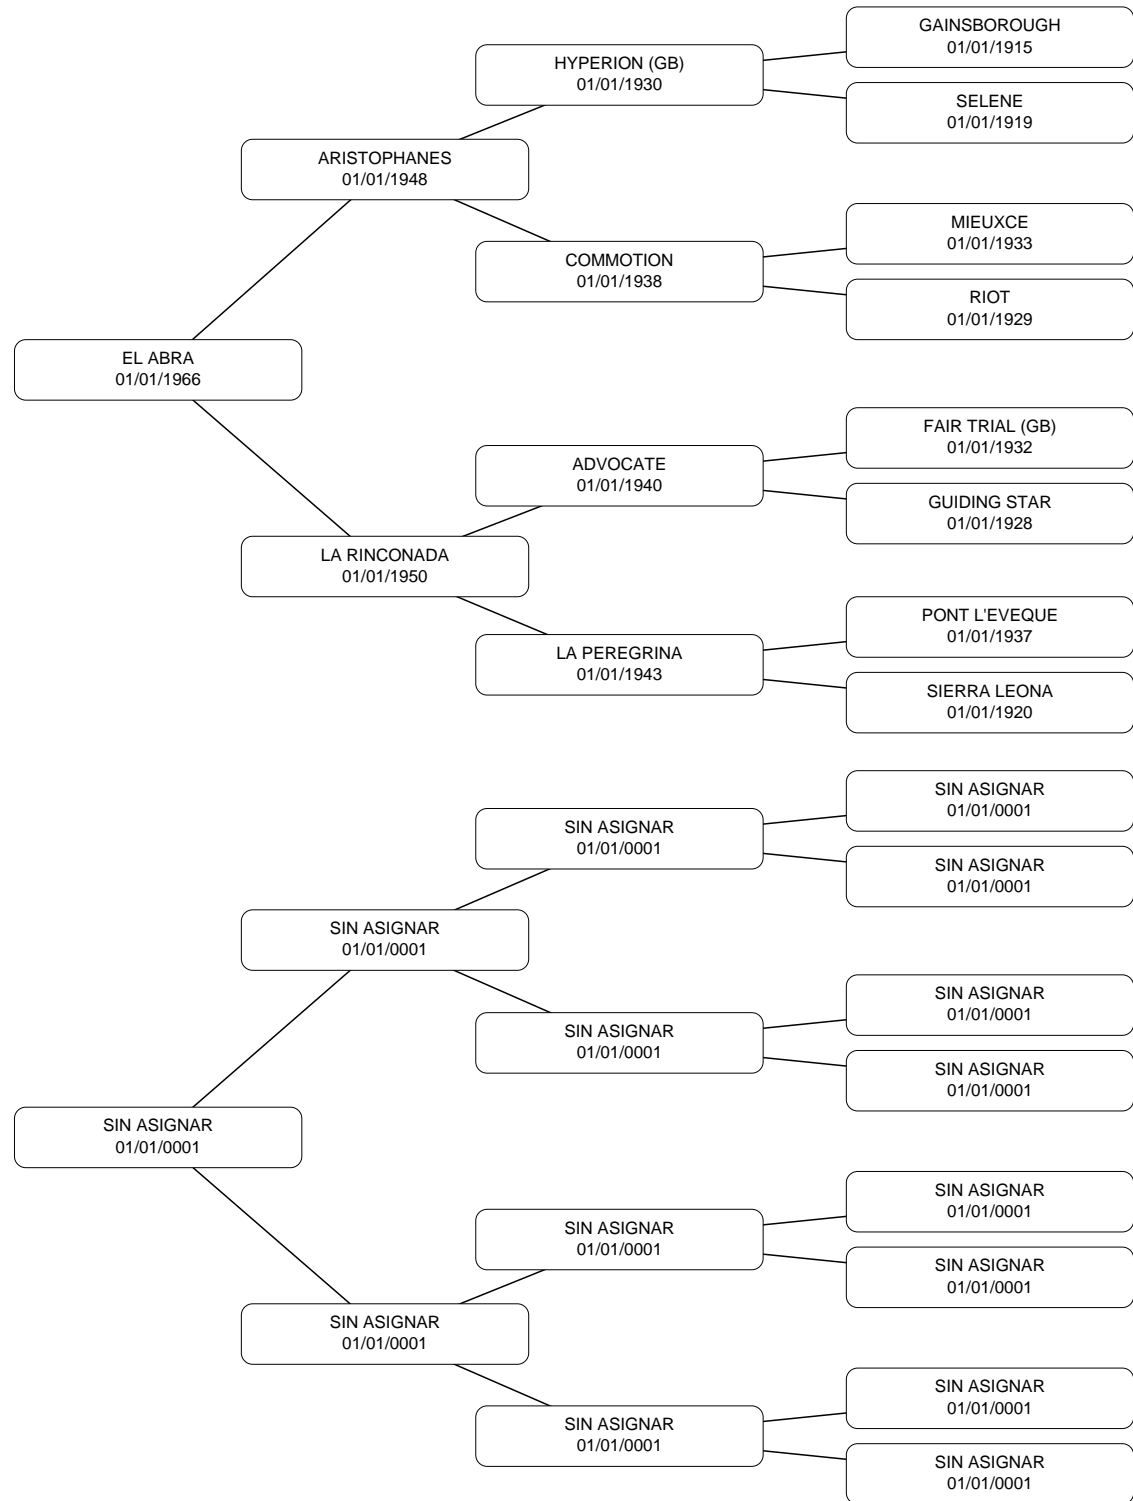 GAINSBOROUGH
01/01/1915
HYPERION (GB)
01/01/1930
SELENE
01/01/1919
ARISTOPHANES
01/01/1948
MIEUXCE
01/01/1933
COMMOTION
01/01/1938
RIOT
01/01/1929
EL ABRA
01/01/1966
FAIR TRIAL (GB)
01/01/1932
ADVOCATE
01/01/1940
GUIDING STAR
01/01/1928
LA RINCONADA
01/01/1950
PONT L'EVEQUE
01/01/1937
LA PEREGRINA
01/01/1943
SIERRA LEONA
01/01/1920
SIN ASIGNAR
01/01/0001
SIN ASIGNAR
01/01/0001
SIN ASIGNAR
01/01/0001
SIN ASIGNAR
01/01/0001
SIN ASIGNAR
01/01/0001
SIN ASIGNAR
01/01/0001
SIN ASIGNAR
01/01/0001
SIN ASIGNAR
01/01/0001
SIN ASIGNAR
01/01/0001
SIN ASIGNAR
01/01/0001
SIN ASIGNAR
01/01/0001
SIN ASIGNAR
01/01/0001
SIN ASIGNAR
01/01/0001
SIN ASIGNAR
01/01/0001
SIN ASIGNAR
01/01/0001